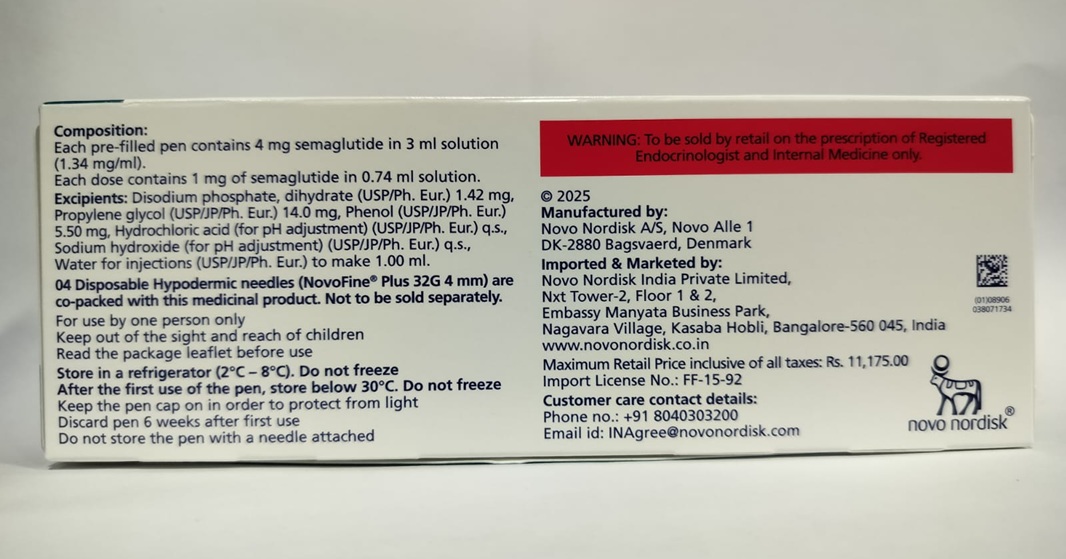 Composition:
Each pre-filled pen contains 4 mg semaglutide in 3 ml solution
(1.34 mg/ml).
Each dose contains 1 mg of semaglutide in 0.74 ml solution.
Excipients: Disodium phosphate, dihydrate (USP/Ph. Eur.) 1.42 mg,
Propylene glycol (USP/JP/Ph. Eur.) 14.0 mg, Phenol (USP/JP/Ph. Eur.)
5.50 mg, Hydrochloric acid (for pH adjustment) (USP/JP/Ph. Eur.) q.s.,
Sodium hydroxide (for pH adjustment) (USP/JP/Ph. Eur.) q.s.,
Water for injections (USP/JP/Ph. Eur.) to make 1.00 ml.
04 Disposable Hypodermic needles (NovoFine® Plus 32G 4 mm) are
co-packed with this medicinal product. Not to be sold separately.
For use by one person only
Keep out of the sight and reach of children
Read the package leaflet before use
Store in a refrigerator (2°C – 8°C). Do not freeze
After the first use of the pen, store below 30°C. Do not freeze
Keep the pen cap on in order to protect from light
Discard pen 6 weeks after first use
Do not store the pen with a needle attached
WARNING: To be sold by retail on the prescription of Registered
Endocrinologist and Internal Medicine only.
© 2025
Manufactured by:
Novo Nordisk A/S, Novo Alle 1
DK-2880 Bagsvaerd, Denmark
Imported & Marketed by:
Novo Nordisk India Private Limited,
Nxt Tower-2, Floor 1 & 2,
Embassy Manyata Business Park,
Nagavara Village, Kasaba Hobli, Bangalore-560 045, India
www.novonordisk.co.in
Maximum Retail Price inclusive of all taxes: Rs. 11,175.00
Import License No.: FF-15-92
Customer care contact details:
Phone no.: +91 8040303200
Email id: INAgree@novonordisk.com
(01)08906
038071734
novo nordisk®